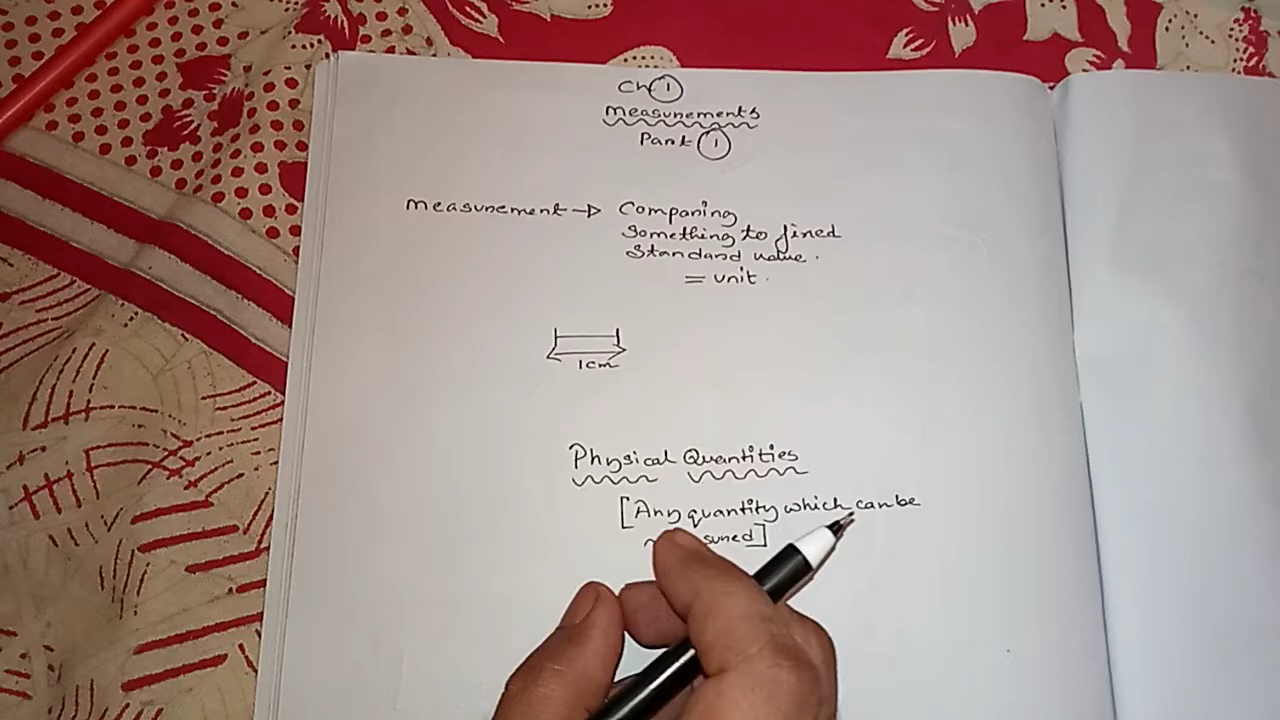 Ch 1
Measurements
Part 1
Measurement → Comparing
something to fixed
standard value.
= unit.
1cm
Physical Quantities
[Any quantity which can be
]